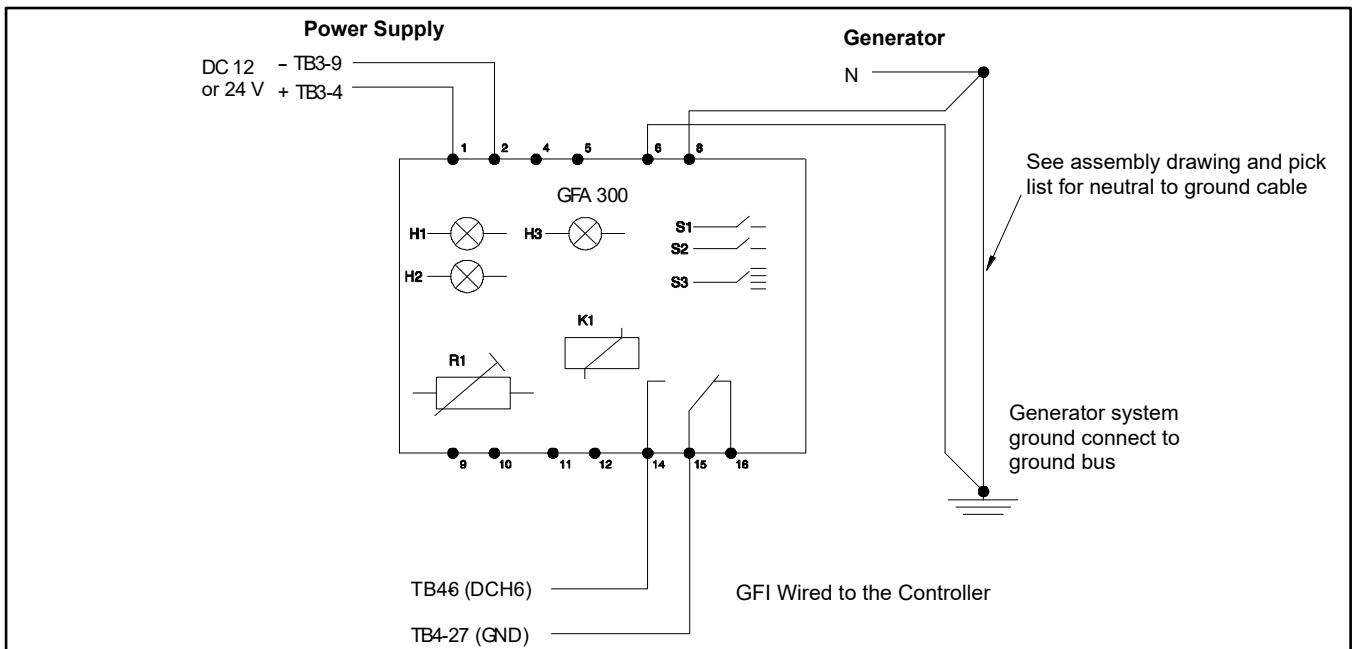 Power Supply
Generator
DC 12 - TB3-9
or 24 V + TB3-4
N
1 2 4 5 6 8
See assembly drawing and pick
list for neutral to ground cable
GFA 300
H1 H3 S1
S2
H2 S3
K1
R1
Generator system
ground connect to
ground bus
9 10 11 12 14 15 16
TB46 (DCH6)
GFI Wired to the Controller
TB4-27 (GND)